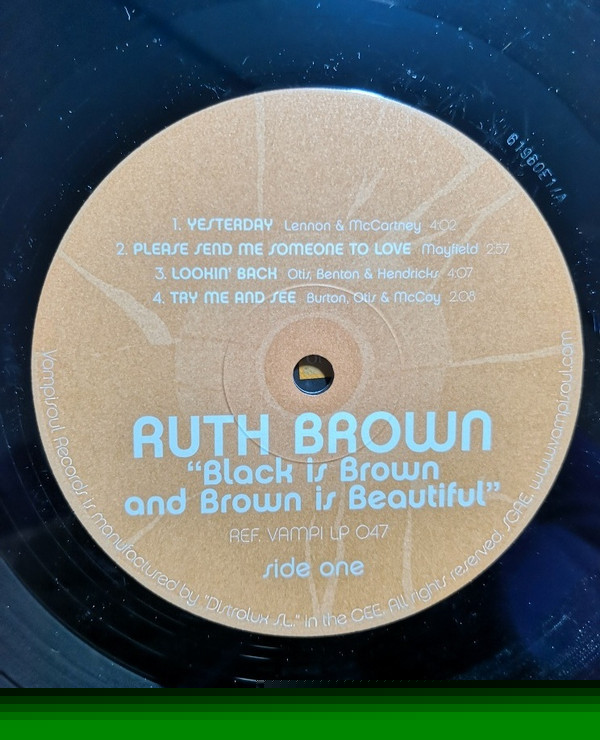 61960E1/A
1. YESTERDAY Lennon & McCartney 4:02
2. PLEASE SEND ME SOMEONE TO LOVE Mayfield 2:57
3. LOOKIN' BACK Otis, Benton & Hendricks 4:07
4. TRY ME AND SEE Burton, Otis & McCoy 2:08
RUTH BROWN
“Black is Brown
and Brown is Beautiful”
REF. VAMPI LP 047
side one
Vampisoul Records is manufactured by "Distrolux S.L." in the CEE. All rights reserved SGAE. www.vampisoul.com